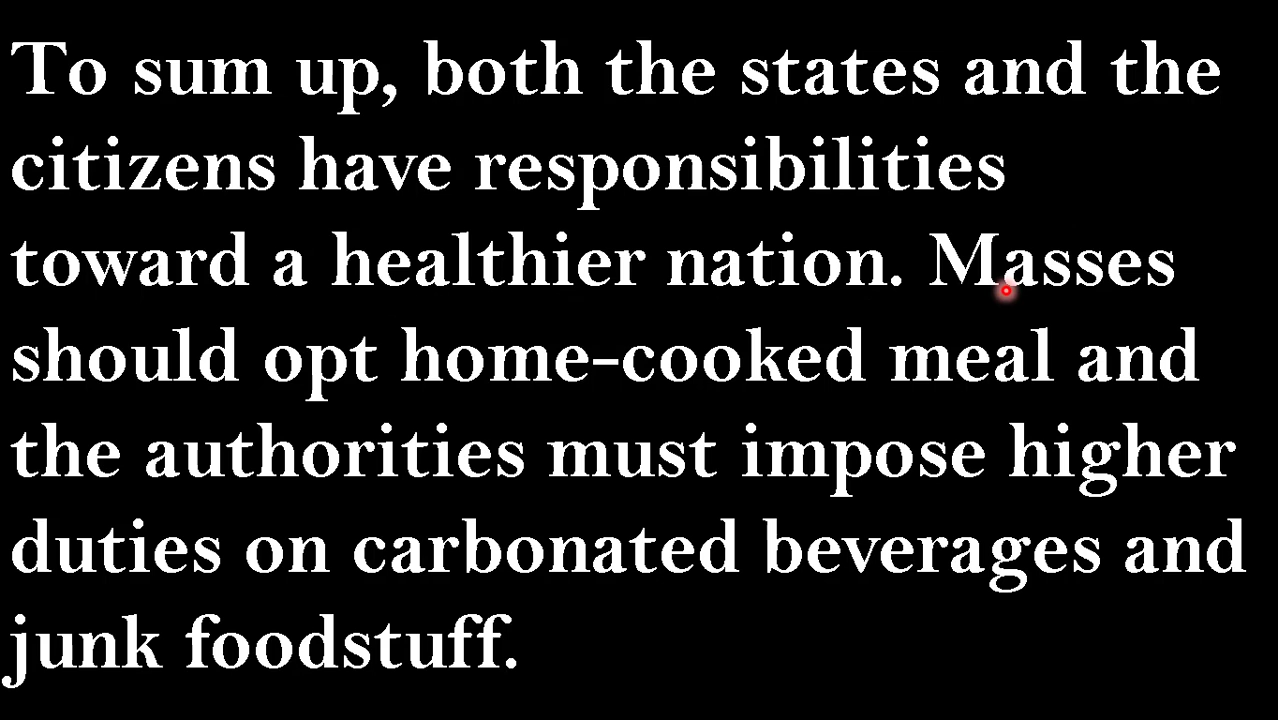 To sum up, both the states and the
citizens have responsibilities
toward a healthier nation. Masses
should opt home-cooked meal and
the authorities must impose higher
duties on carbonated beverages and
junk foodstuff.